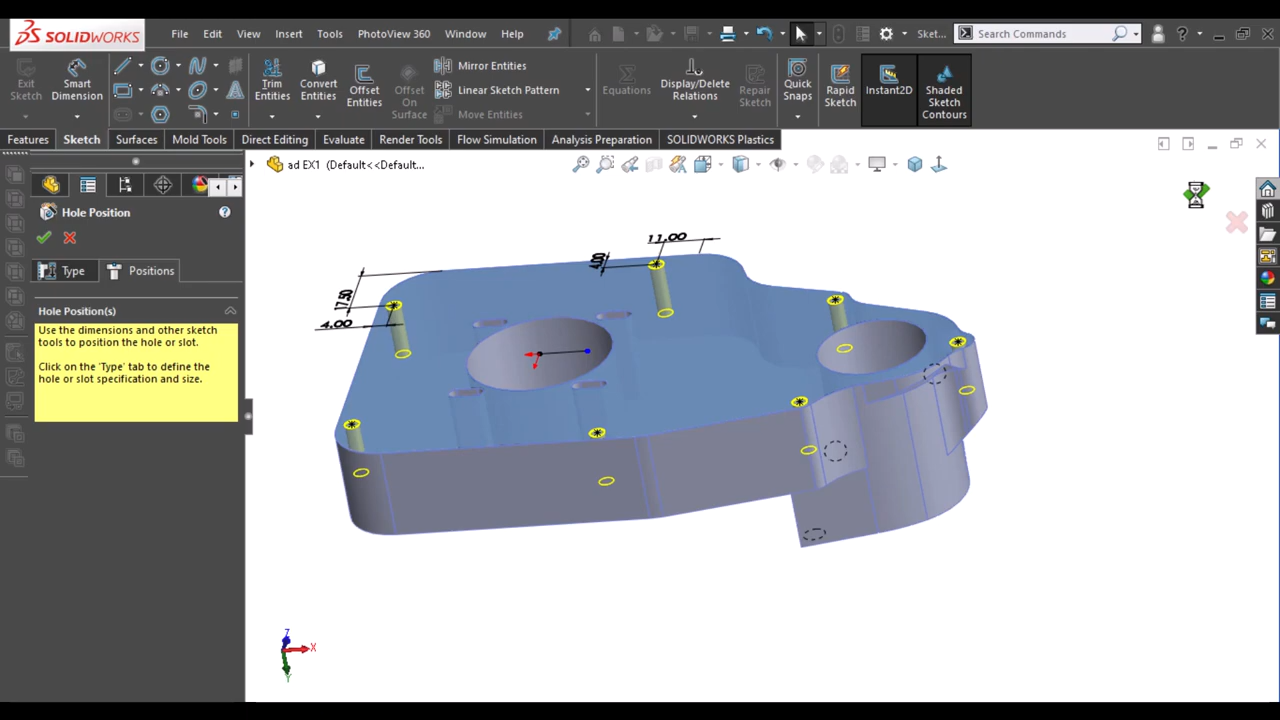 SOLIDWORKS
File Edit View Insert Tools PhotoView 360 Window Help
Sket...
Search Commands
Exit Sketch
Smart Dimension
Trim Entities
Convert Entities
Offset Entities
Offset On Surface
Mirror Entities
Linear Sketch Pattern
Move Entities
Equations
Display/Delete Relations
Repair Sketch
Quick Snaps
Rapid Sketch
Instant2D
Shaded Sketch Contours
Features Sketch Surfaces Mold Tools Direct Editing Evaluate Render Tools Flow Simulation Analysis Preparation SOLIDWORKS Plastics
ad EX1 (Default<<Default...
Hole Position
Type Positions
Hole Position(s)
Use the dimensions and other sketch
tools to position the hole or slot.
Click on the 'Type' tab to define the
hole or slot specification and size.
11.00
17.50
4.00
Z
X
Y